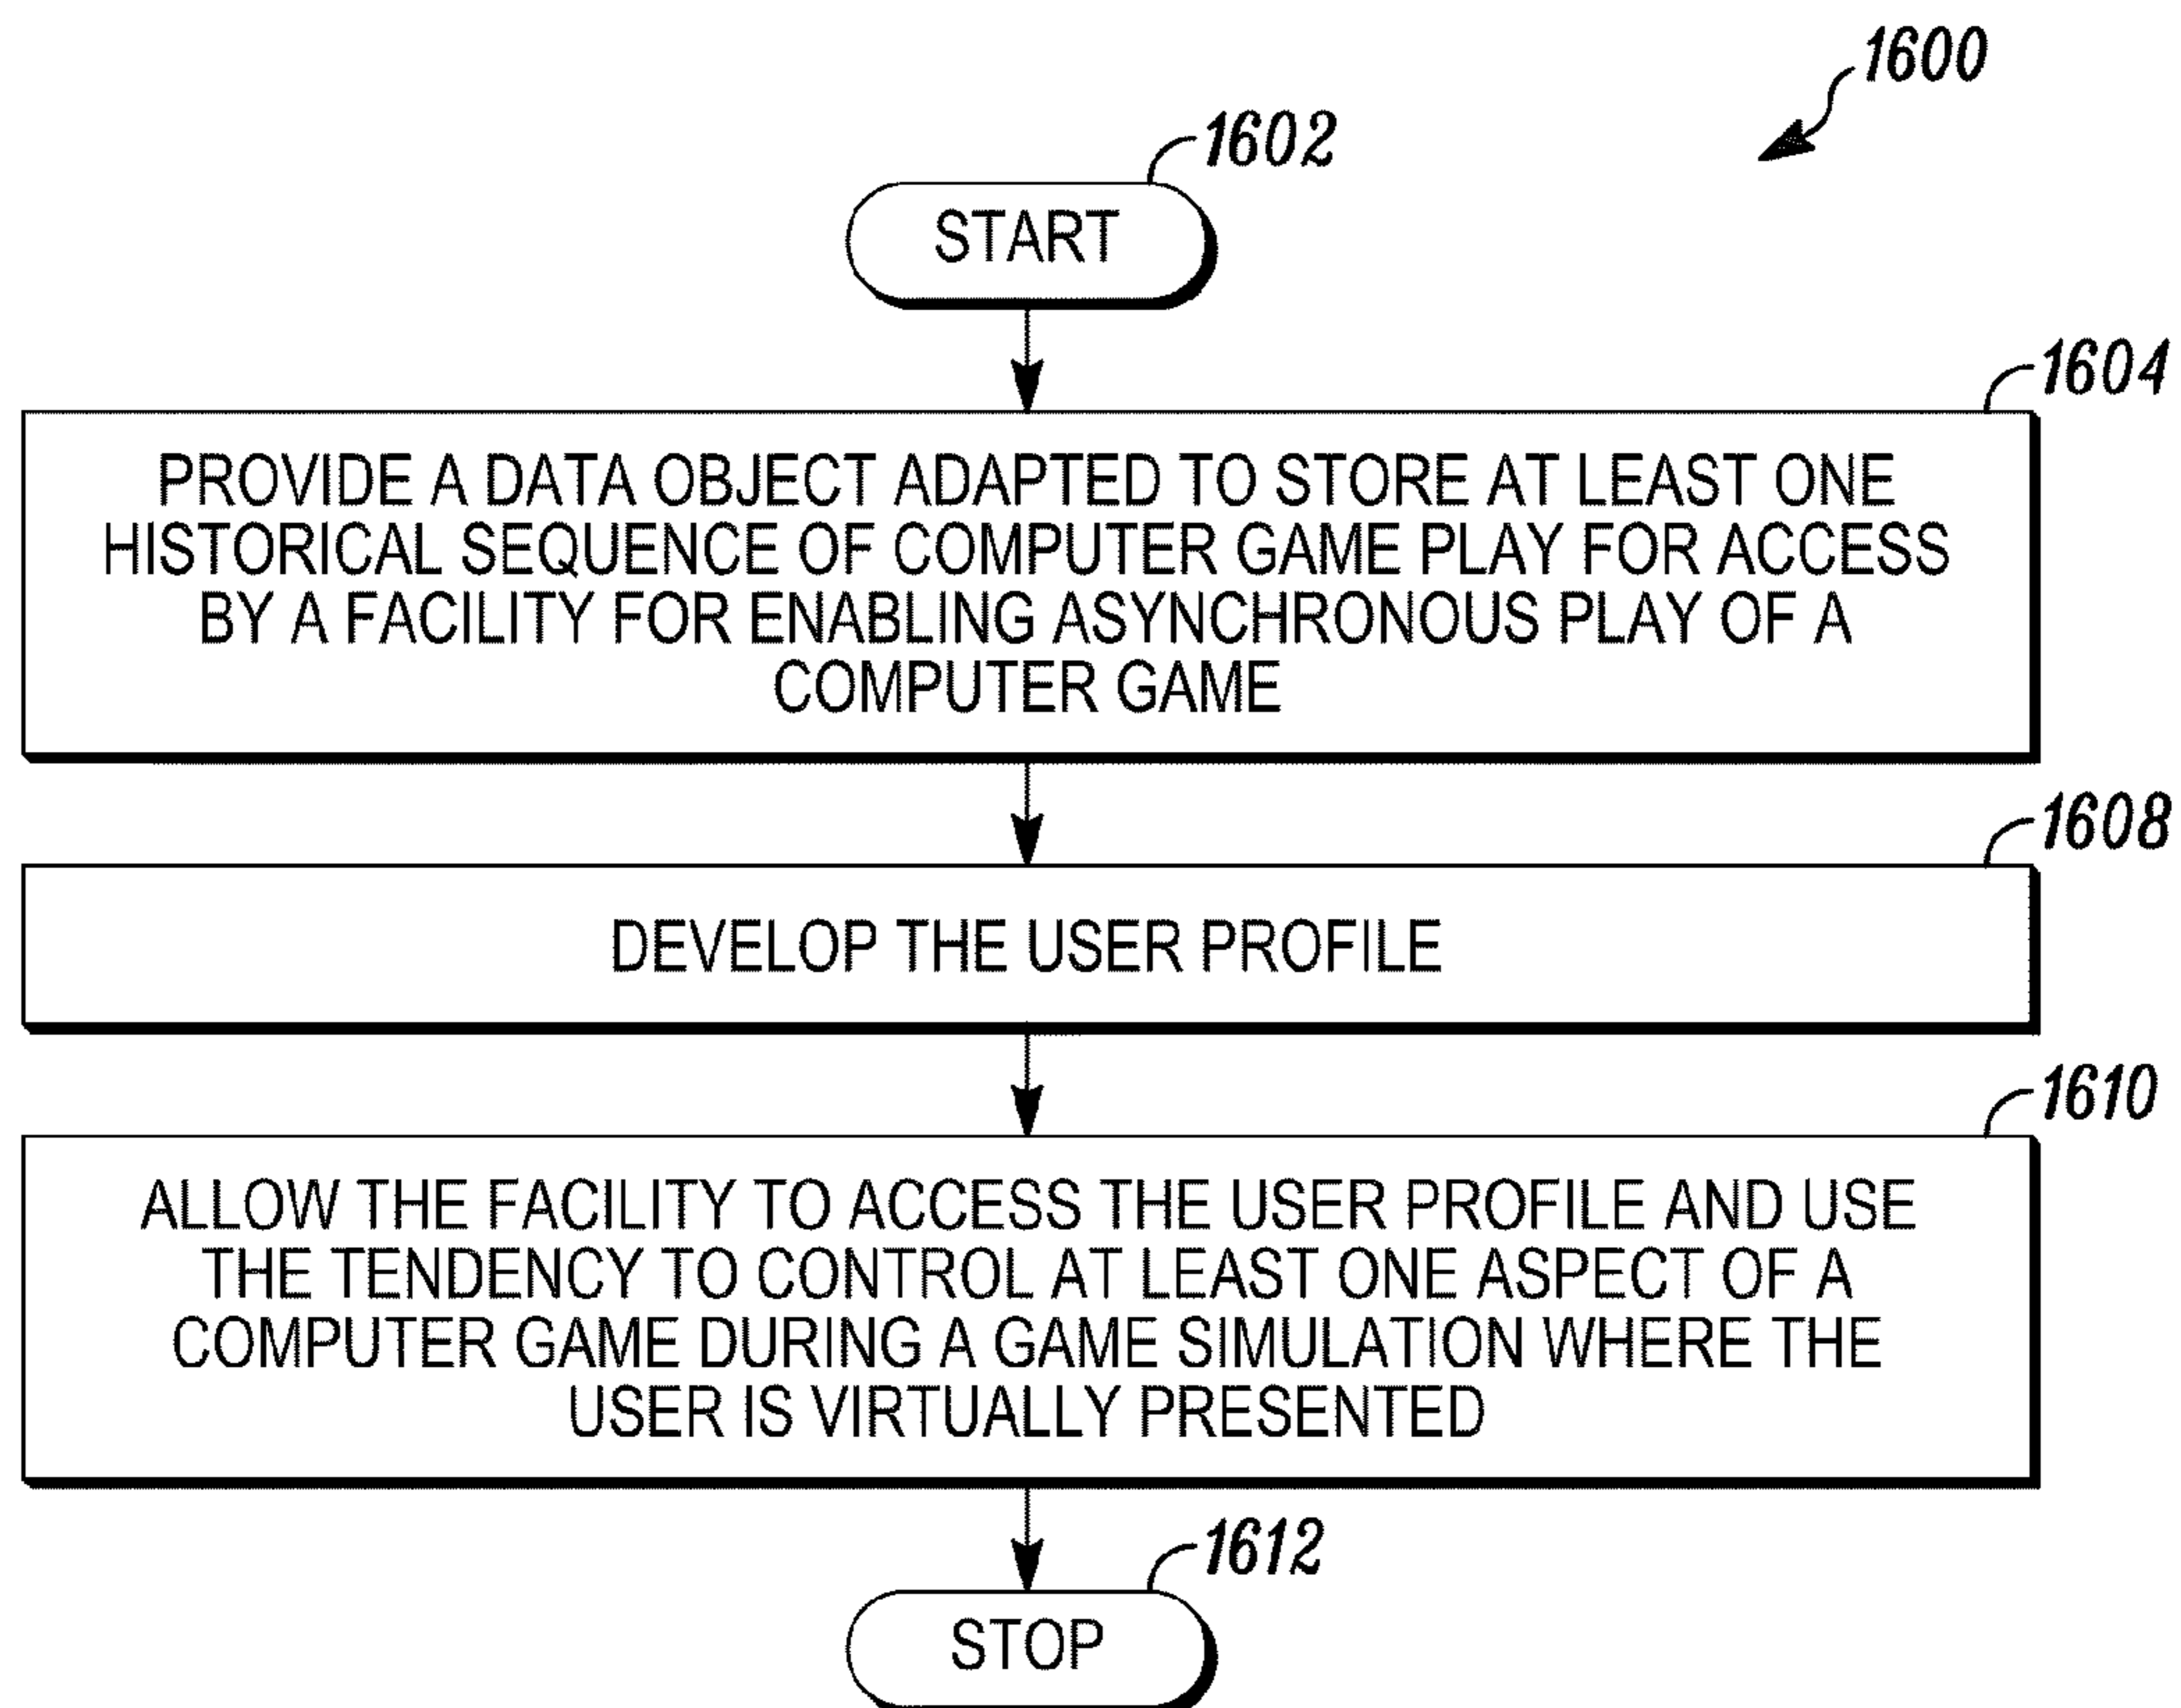 1600
1602
START
1604
PROVIDE A DATA OBJECT ADAPTED TO STORE AT LEAST ONE
HISTORICAL SEQUENCE OF COMPUTER GAME PLAY FOR ACCESS
BY A FACILITY FOR ENABLING ASYNCHRONOUS PLAY OF A
COMPUTER GAME
1608
DEVELOP THE USER PROFILE
1610
ALLOW THE FACILITY TO ACCESS THE USER PROFILE AND USE
THE TENDENCY TO CONTROL AT LEAST ONE ASPECT OF A
COMPUTER GAME DURING A GAME SIMULATION WHERE THE
USER IS VIRTUALLY PRESENTED
1612
STOP